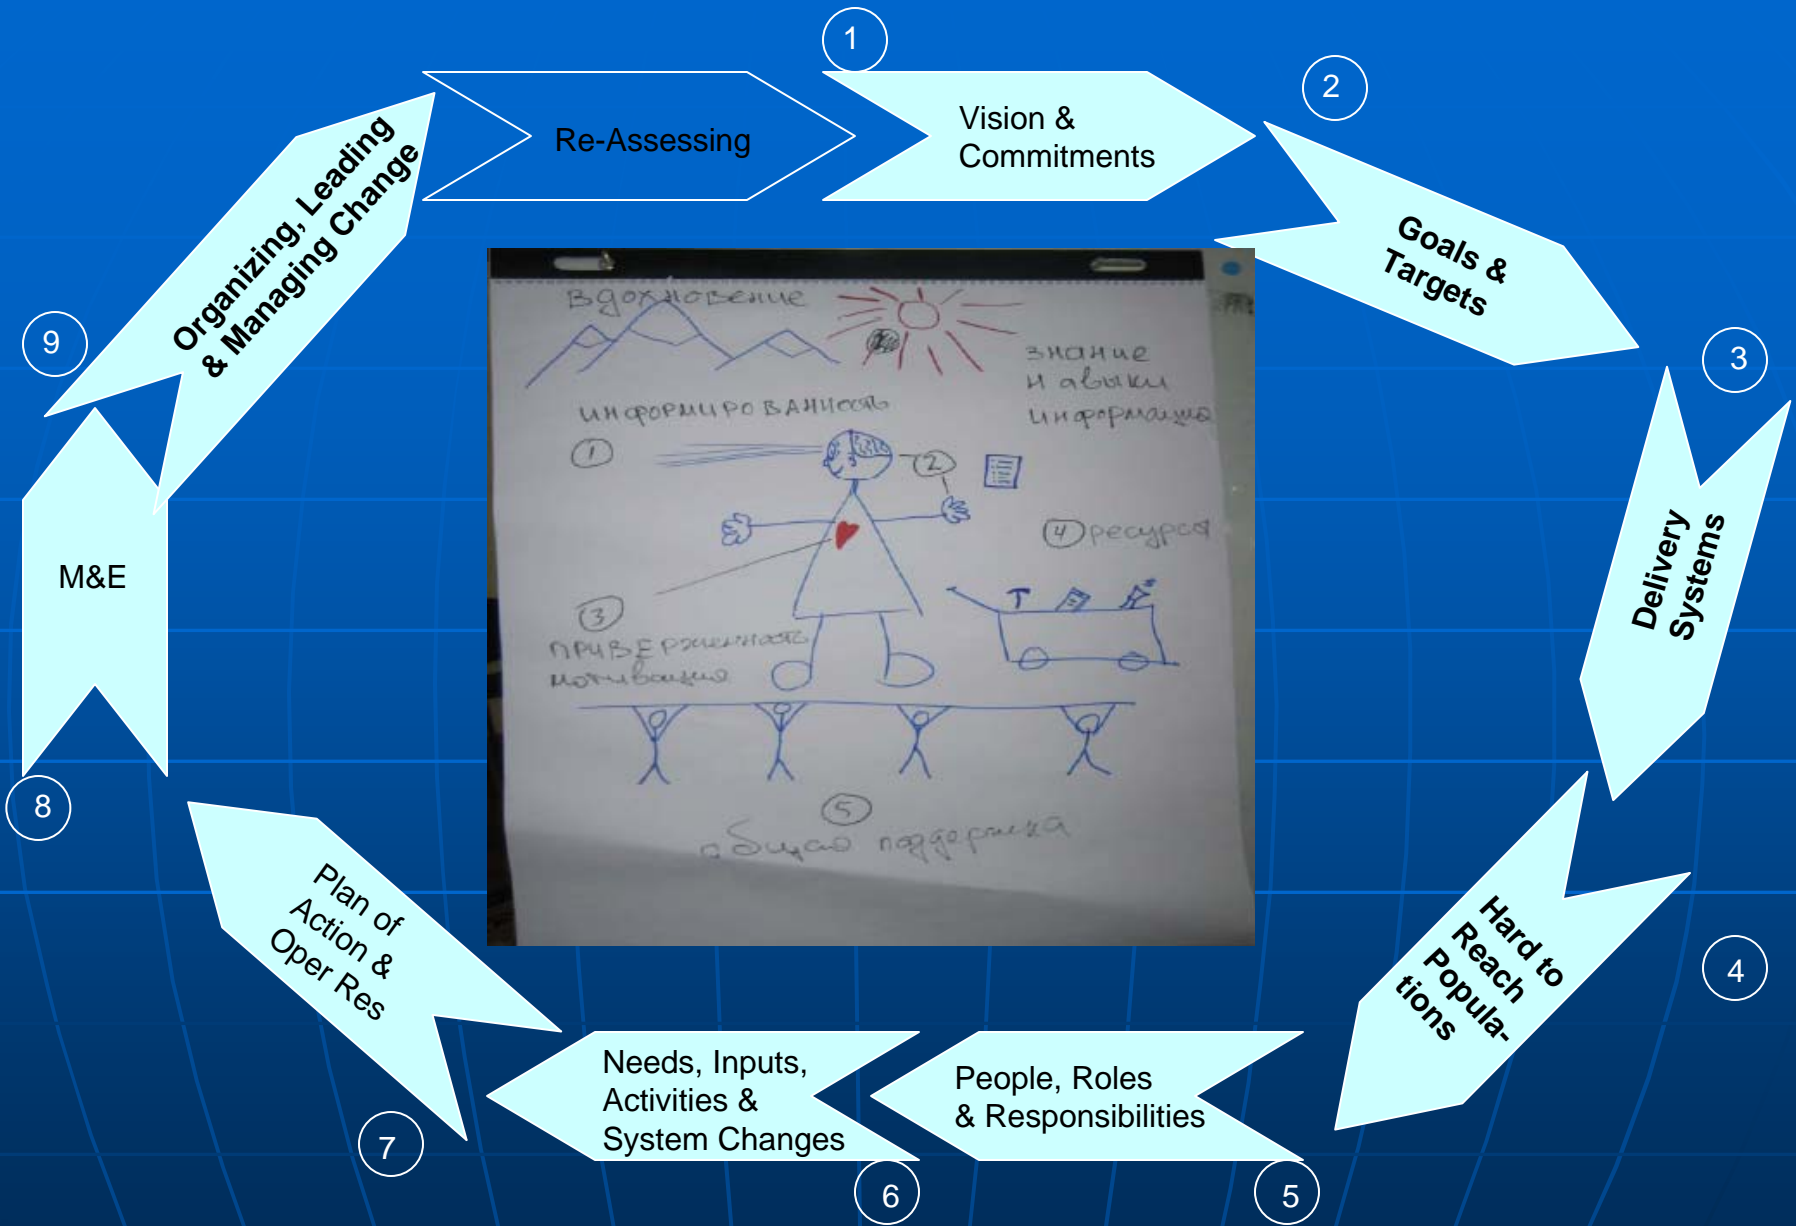 1
Vision &
Commitments
2
Goals &
Targets
3
Delivery
Systems
4
Hard to
Reach
Popula-
tions
5
People, Roles
& Responsibilities
6
Needs, Inputs,
Activities &
System Changes
7
Plan of
Action &
Oper Res
8
M&E
9
Organizing, Leading
& Managing Change
Re-Assessing
вдохновение
знание
навыки
информация
ИНФОРМИРОВАННОСТЬ
1
2
4 ресурсы
3
ПРИВЕРженность
мотивация
5
общая поддержка